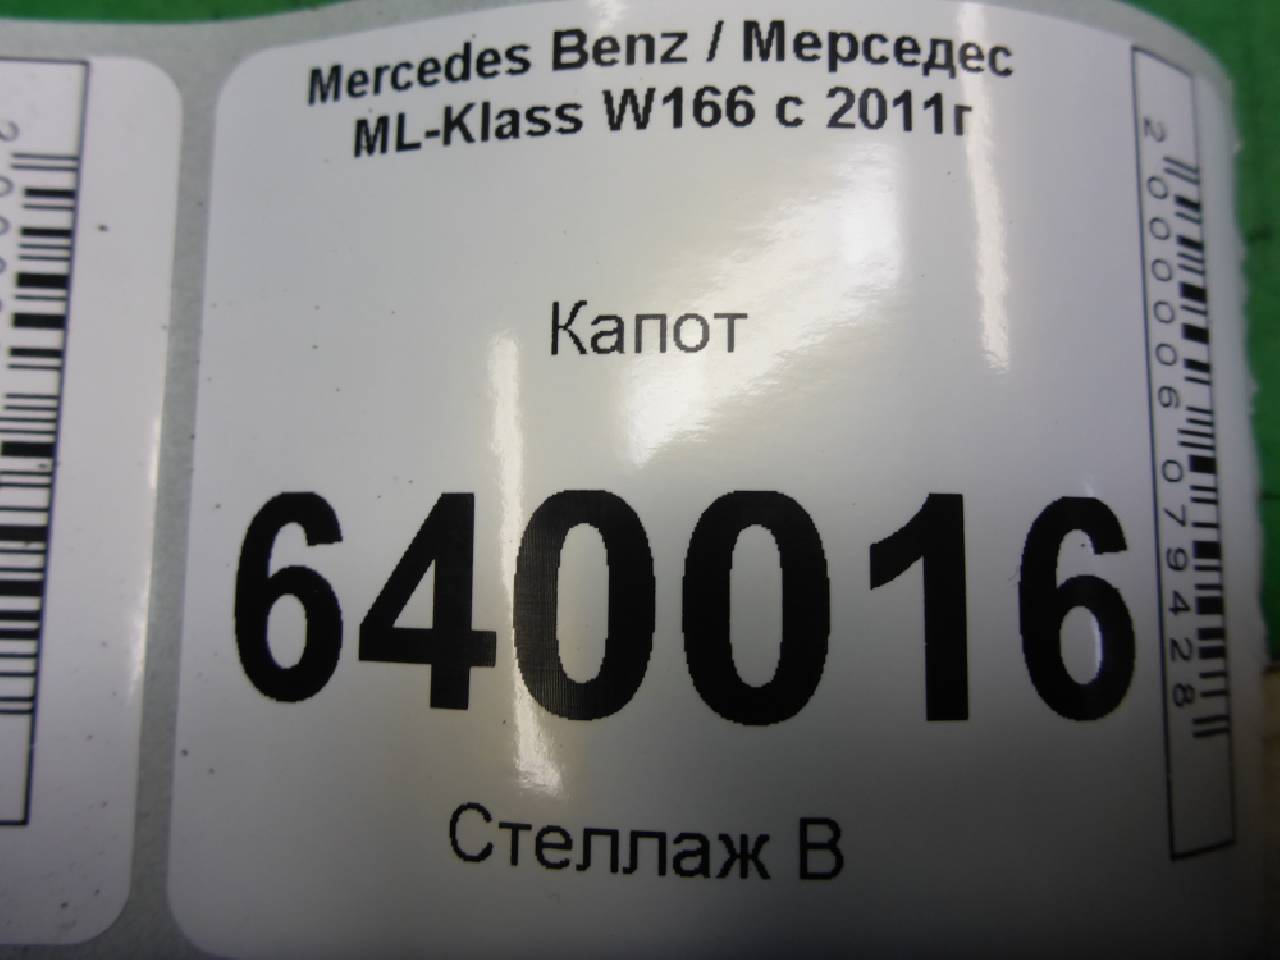 Mercedes Benz / Мерседес
ML-Klass W166 с 2011г
Капот
640016
Стеллаж В
2000006079428